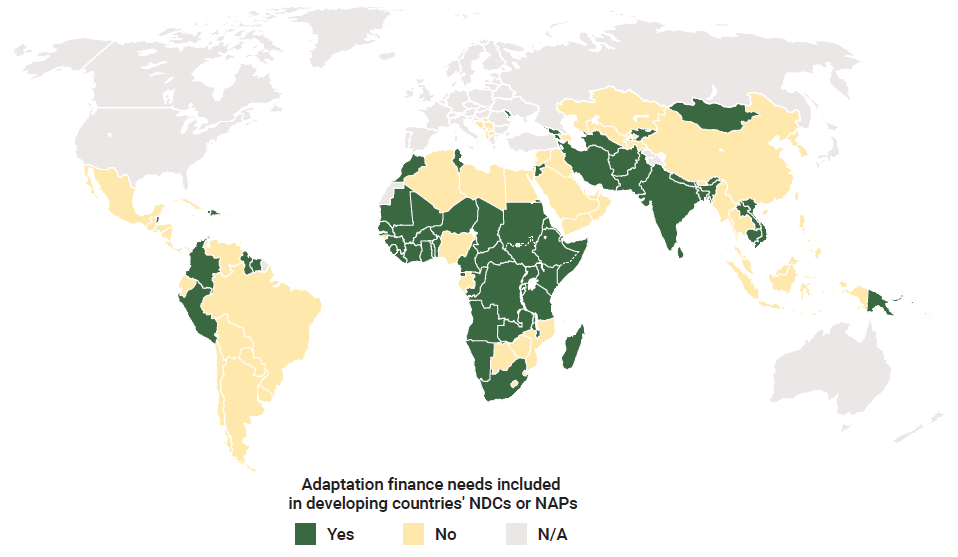 Adaptation finance needs included
in developing countries' NDCs or NAPs
Yes No N/A